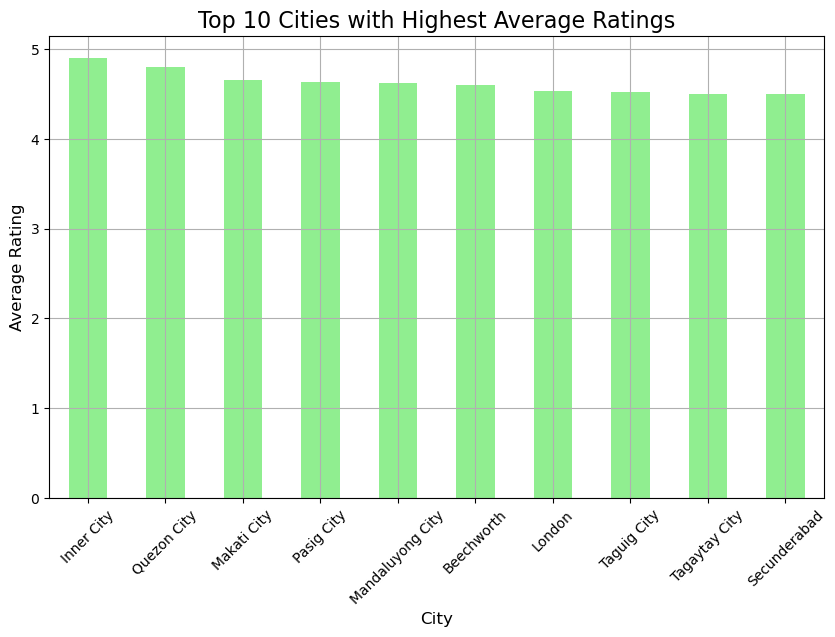 Top 10 Cities with Highest Average Ratings
5
4
3
2
1
0
Average Rating
Inner City
Quezon City
Makati City
Pasig City
Mandaluyong City
Beechworth
London
Taguig City
Tagaytay City
Secunderabad
City